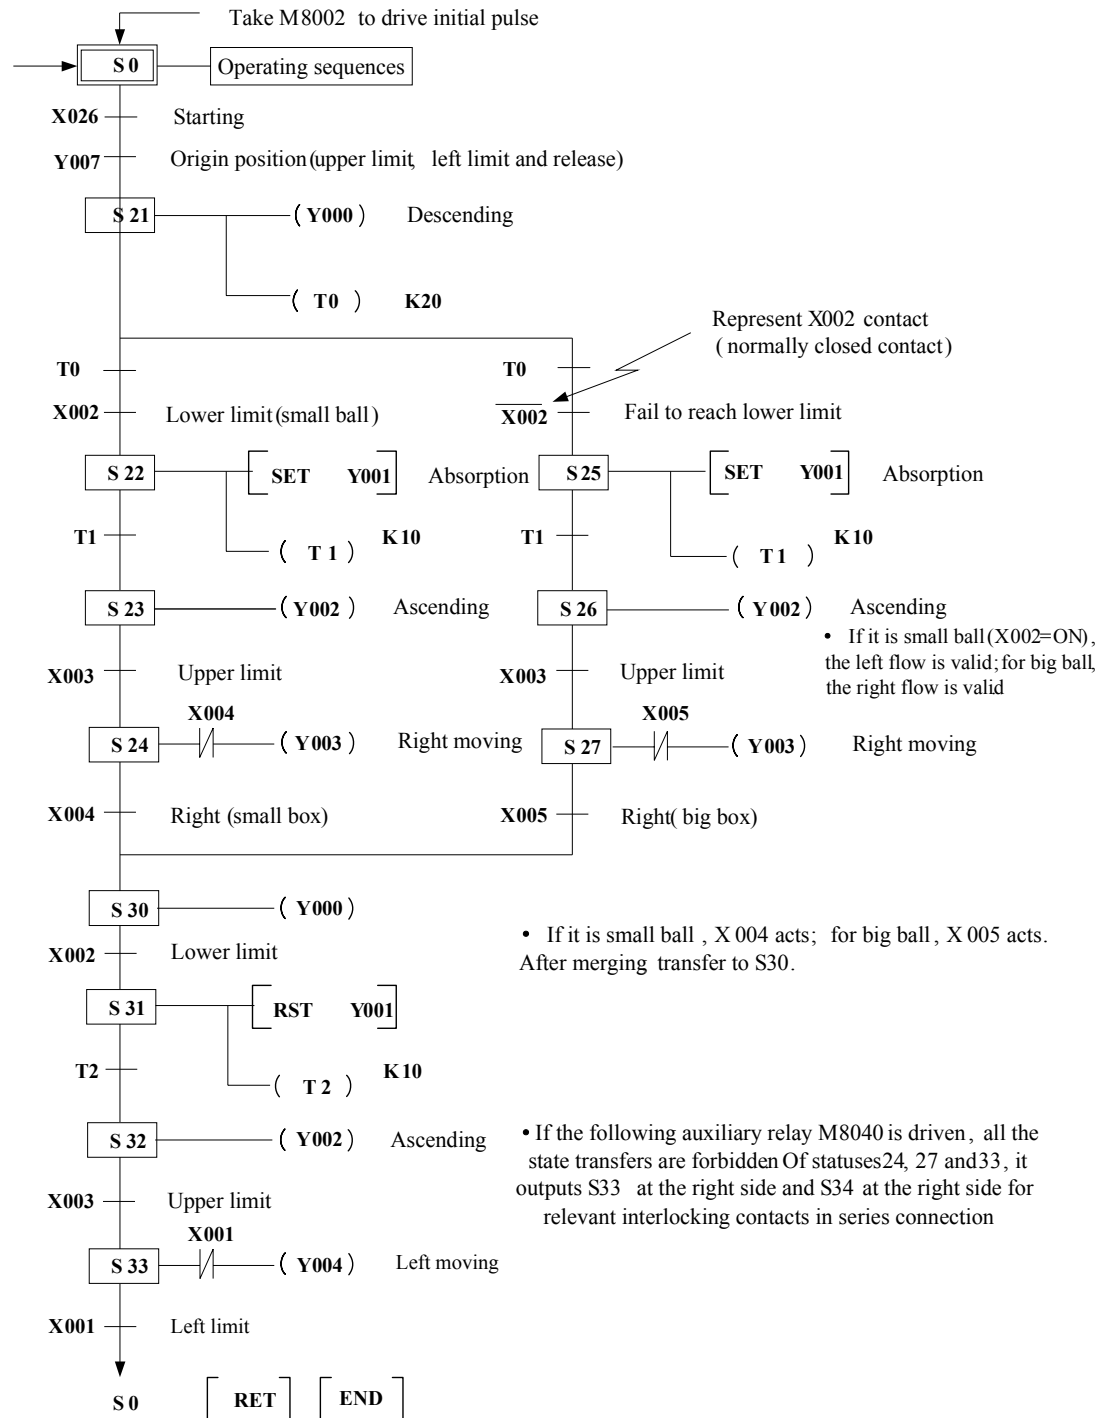 Take M8002 to drive initial pulse
S0 Operating sequences
X026 Starting
Y007 Origin position(upper limit, left limit and release)
S21 (Y000) Descending
(T0) K20
Represent X002 contact
(normally closed contact)
T0 T0
X002 Lower limit(small ball) X002 Fail to reach lower limit
S22 [SET Y001] Absorption S25 [SET Y001] Absorption
T1 (T1) K10 T1 (T1) K10
S23 (Y002) Ascending S26 (Y002) Ascending
• If it is small ball(X002=ON),
the left flow is valid;for big ball,
the right flow is valid
X003 Upper limit X003 Upper limit
X004 X005
S24 (Y003) Right moving S27 (Y003) Right moving
X004 Right (small box) X005 Right( big box)
S30 (Y000)
• If it is small ball , X004 acts; for big ball , X005 acts.
After merging transfer to S30.
X002 Lower limit
S31 [RST Y001]
T2 (T2) K10
S32 (Y002) Ascending
• If the following auxiliary relay M8040 is driven , all the
state transfers are forbidden Of statuses24, 27 and33 , it
outputs S33 at the right side and S34 at the right side for
relevant interlocking contacts in series connection
X003 Upper limit
X001
S33 (Y004) Left moving
X001 Left limit
S0 [RET] [END]